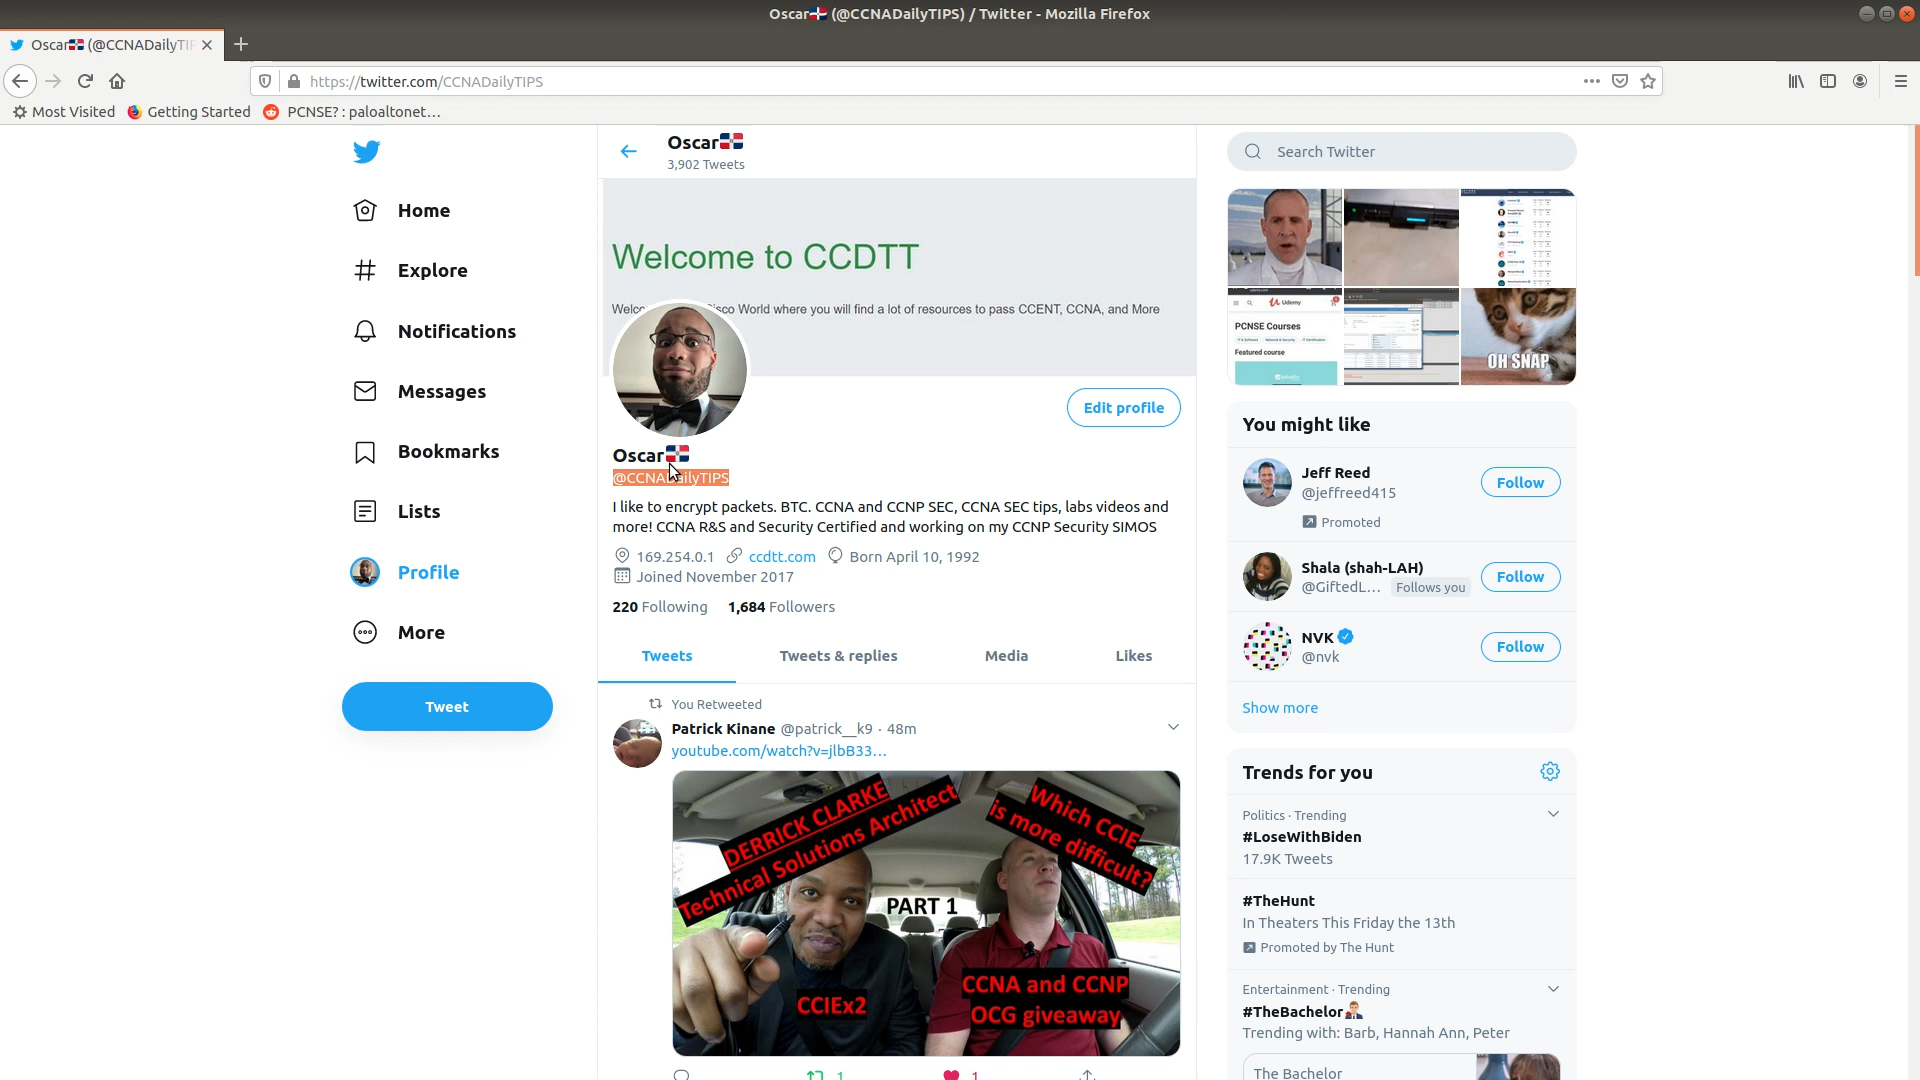 Oscar🇩🇴 (@CCNADailyTIPS) / Twitter - Mozilla Firefox
Oscar🇩🇴 (@CCNADailyTI
https://twitter.com/CCNADailyTIPS
Most Visited
Getting Started
PCNSE? : paloaltonet…
Home
Explore
Notifications
Messages
Bookmarks
Lists
Profile
More
Tweet
Oscar🇩🇴
3,902 Tweets
Welcome to CCDTT
Welco sco World where you will find a lot of resources to pass CCENT, CCNA, and More
Edit profile
Oscar🇩🇴
@CCNADailyTIPS
I like to encrypt packets. BTC. CCNA and CCNP SEC, CCNA SEC tips, labs videos and
more! CCNA R&S and Security Certified and working on my CCNP Security SIMOS
169.254.0.1 ccdtt.com Born April 10, 1992
Joined November 2017
220 Following 1,684 Followers
Tweets Tweets & replies Media Likes
You Retweeted
Patrick Kinane @patrick__k9 · 48m
youtube.com/watch?v=jlbB33…
DERRICK CLARKE
Technical Solutions Architect
Which CCIE
is more difficult?
PART 1
CCIEx2
CCNA and CCNP
OCG giveaway
1 1
Search Twitter
Udemy
PCNSE Courses
Featured course
OH SNAP
You might like
Jeff Reed
@jeffreed415
Promoted
Follow
Shala (shah-LAH)
@GiftedL… Follows you
Follow
NVK
@nvk
Follow
Show more
Trends for you
Politics · Trending
#LoseWithBiden
17.9K Tweets
#TheHunt
In Theaters This Friday the 13th
Promoted by The Hunt
Entertainment · Trending
#TheBachelor
Trending with: Barb, Hannah Ann, Peter
The Bachelor